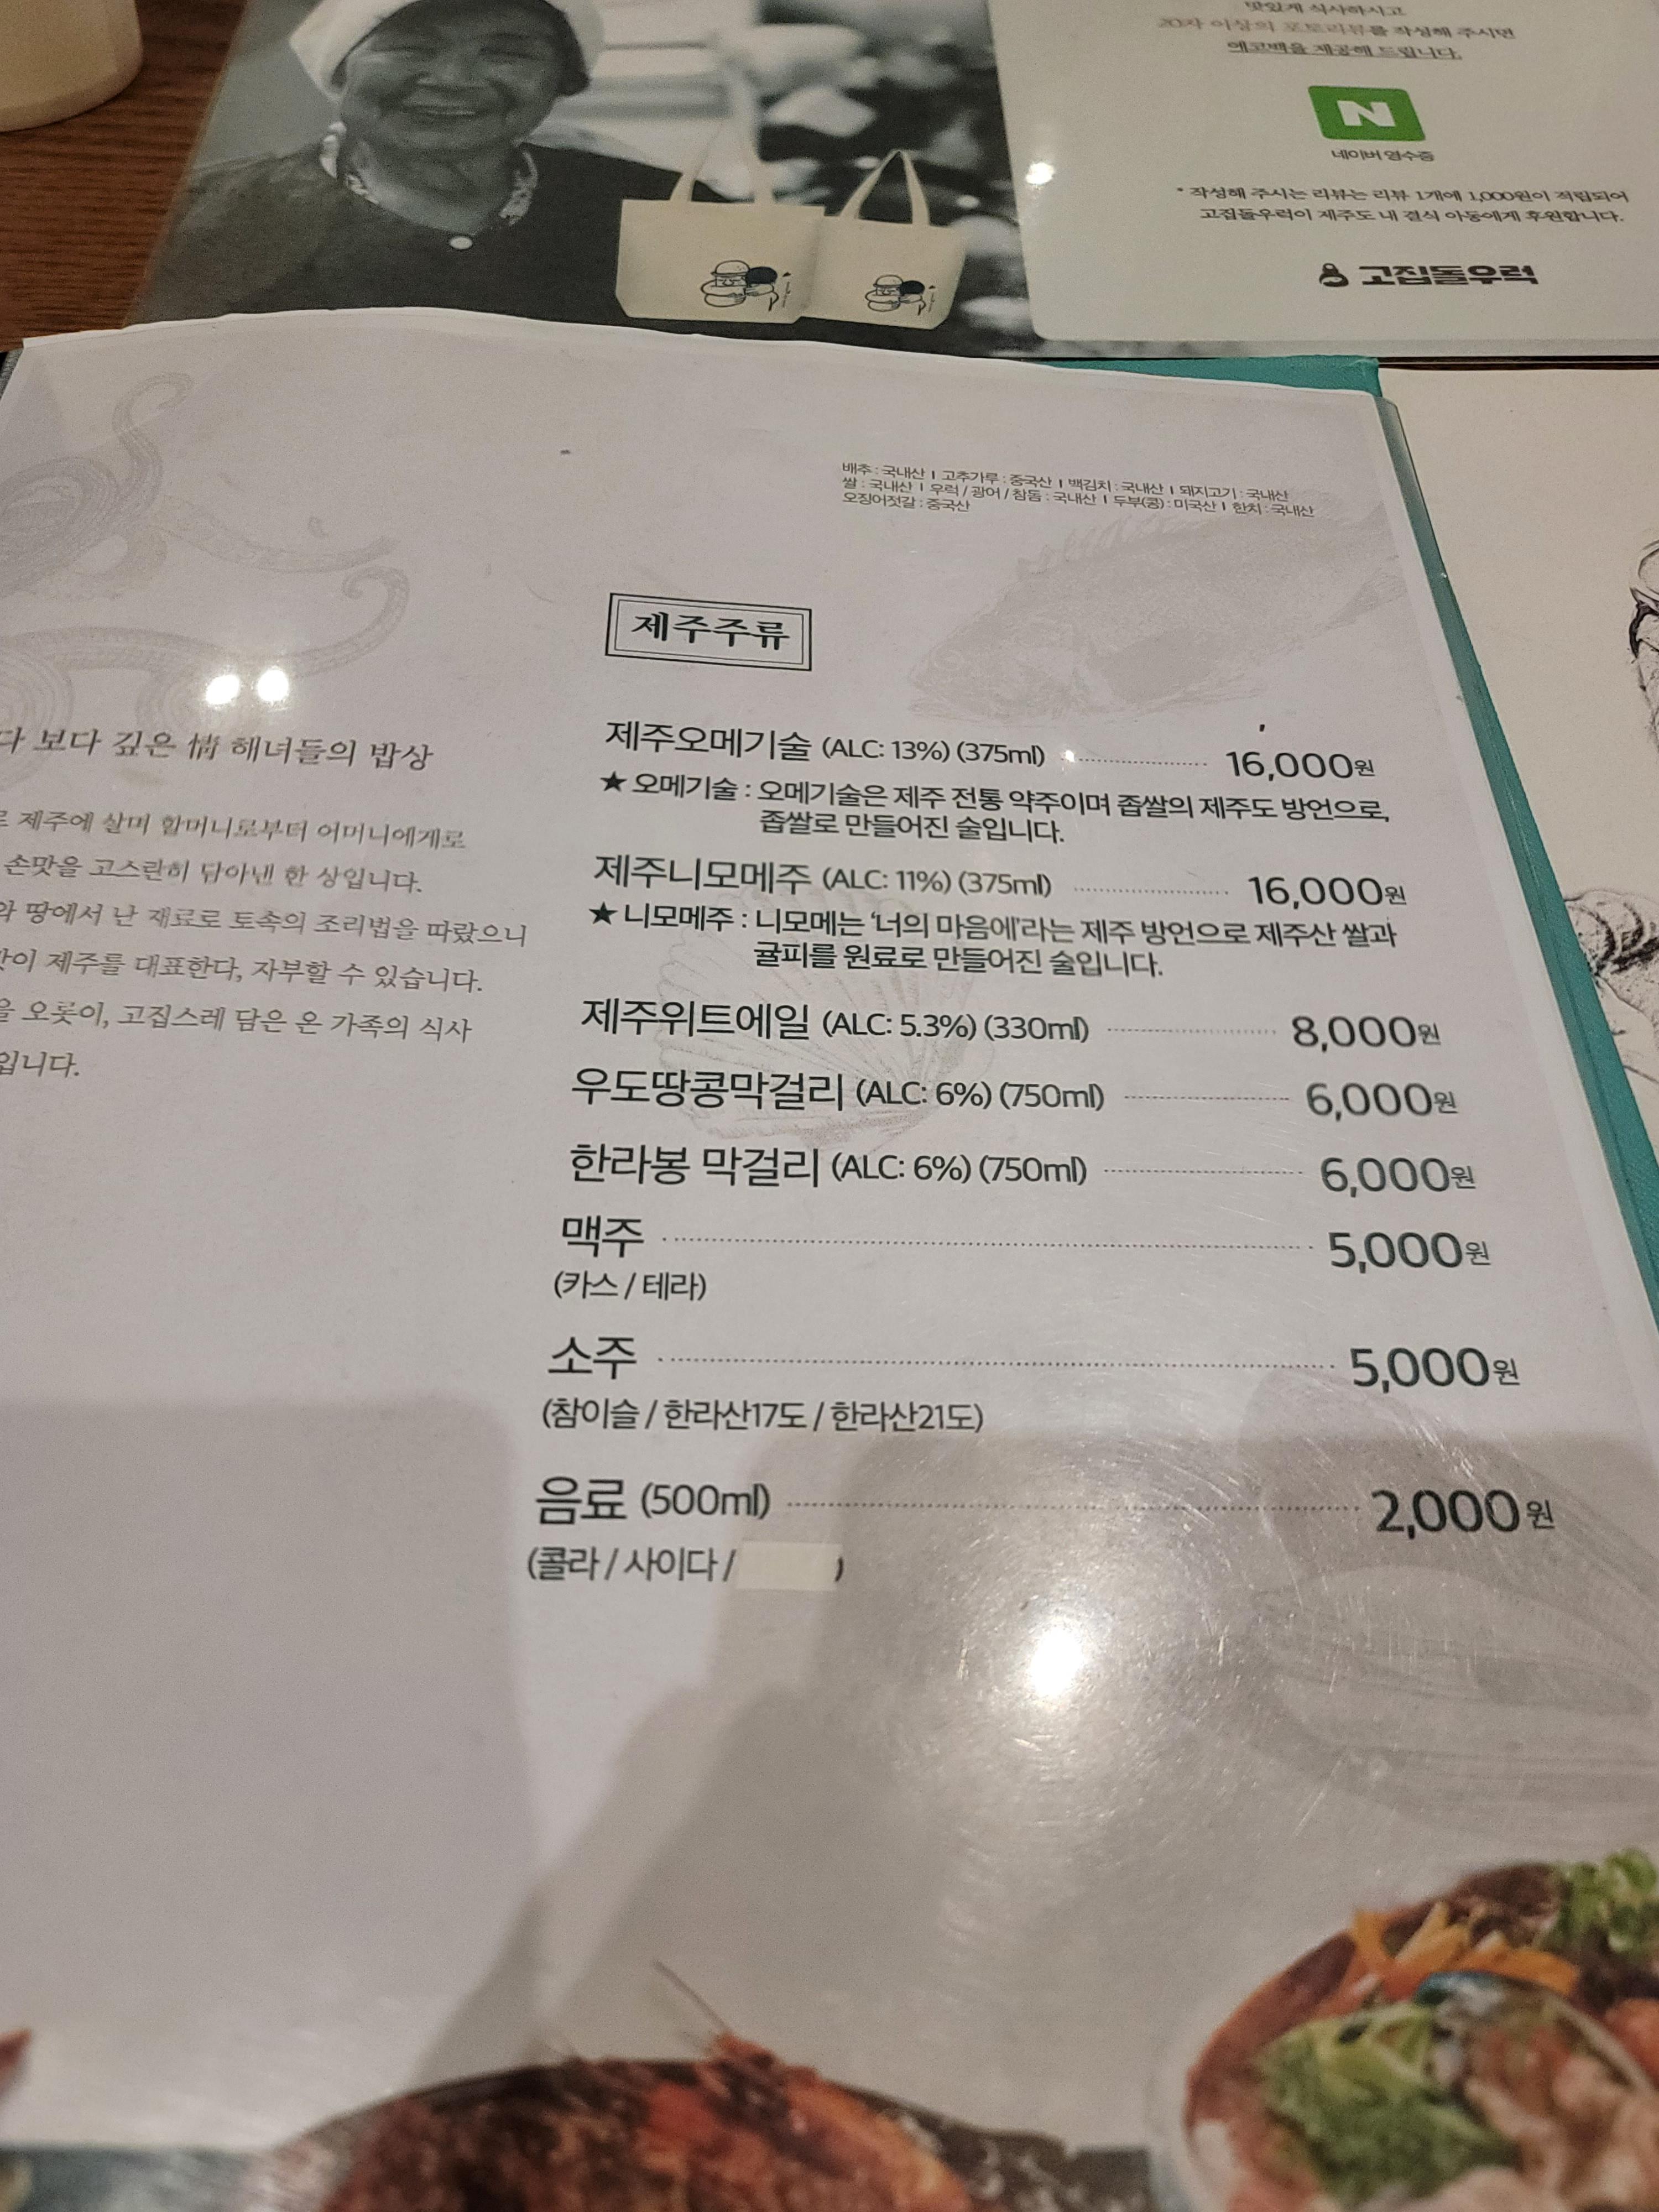 맛있게 식사하시고
20자 이상의 포토리뷰를 작성해 주시면
에코백을 제공해 드립니다.
N
네이버 영수증
* 작성해 주시는 리뷰는 리뷰 1개에 1,000원이 적립되어
고집돌우럭이 제주도 내 결식 아동에게 후원합니다.
고집돌우럭
배추 : 국내산 I 고추가루 : 중국산 I 백김치 : 국내산 I 돼지고기 : 국내산
쌀 : 국내산 I 우럭 / 광어 / 참돔 : 국내산 I 두부(콩) : 미국산 I 한치 : 국내산
오징어젓갈 : 중국산
다 보다 깊은 情 해녀들의 밥상
로 제주에 살며 할머니로부터 어머니에게로
손맛을 고스란히 담아낸 한 상입니다.
와 땅에서 난 재료로 토속의 조리법을 따랐으니
맛이 제주를 대표한다, 자부할 수 있습니다.
을 오롯이, 고집스레 담은 온 가족의 식사
입니다.
제주주류
제주오메기술 (ALC: 13%) (375ml) 16,000원
★ 오메기술 : 오메기술은 제주 전통 약주이며 좁쌀의 제주도 방언으로,
좁쌀로 만들어진 술입니다.
제주니모메주 (ALC: 11%) (375ml) 16,000원
★ 니모메주 : 니모메는 '너의 마음에'라는 제주 방언으로 제주산 쌀과
귤피를 원료로 만들어진 술입니다.
제주위트에일 (ALC: 5.3%) (330ml) 8,000원
우도땅콩막걸리 (ALC: 6%) (750ml) 6,000원
한라봉 막걸리 (ALC: 6%) (750ml) 6,000원
맥주 5,000원
(카스 / 테라)
소주 5,000원
(참이슬 / 한라산17도 / 한라산21도)
음료 (500ml) 2,000원
(콜라 / 사이다 / )